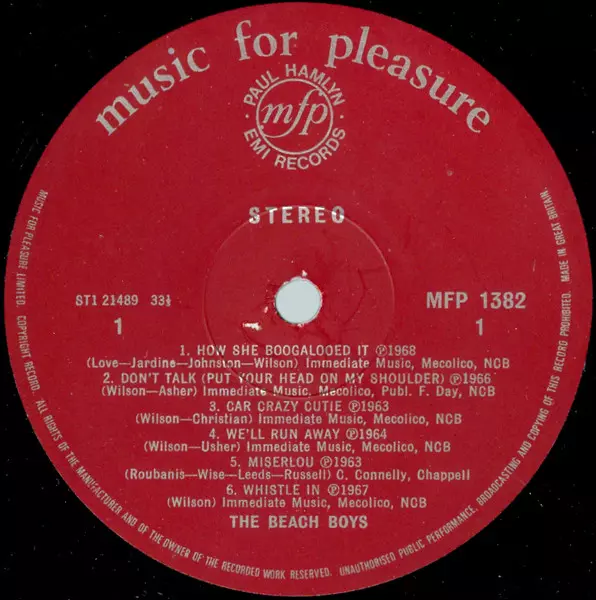 music for pleasure
PAUL HAMLYN
mfp
EMI RECORDS
STEREO
ST1 21489 33⅓
MFP 1382
1
1
1. HOW SHE BOOGALOOED IT ℗1968
(Love—Jardine—Johnston—Wilson) Immediate Music, Mecolico, NCB
2. DON'T TALK (PUT YOUR HEAD ON MY SHOULDER) ℗1966
(Wilson—Asher) Immediate Music, Mecolico, Publ. F. Day, NCB
3. CAR CRAZY CUTIE ℗1963
(Wilson—Christian) Immediate Music, Mecolico, NCB
4. WE'LL RUN AWAY ℗1964
(Wilson—Usher) Immediate Music, Mecolico, NCB
5. MISERLOU ℗1963
(Roubanis—Wise—Leeds—Russell) C. Connelly, Chappell
6. WHISTLE IN ℗1967
(Wilson) Immediate Music, Mecolico, NCB
THE BEACH BOYS
MUSIC FOR PLEASURE LIMITED. COPYRIGHT RECORD. ALL RIGHTS OF THE MANUFACTURER AND OF THE OWNER OF THE RECORDED WORK RESERVED. UNAUTHORISED PUBLIC PERFORMANCE, BROADCASTING AND COPYING OF THIS RECORD PROHIBITED. MADE IN GREAT BRITAIN.